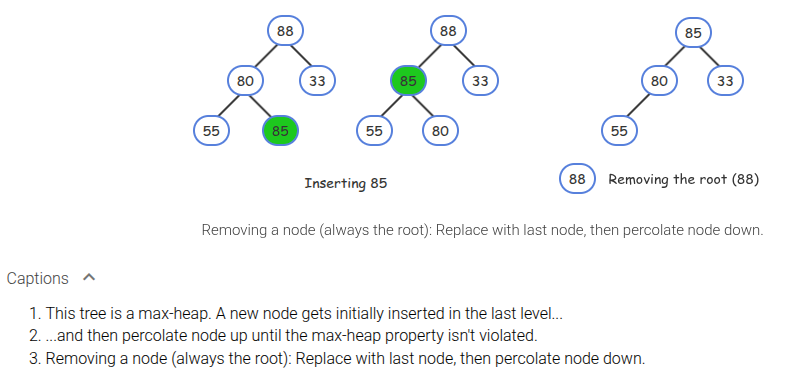 88 88 85
80 33 85 33 80 33
55 85 55 80 55
88 Removing the root (88)
Inserting 85
Removing a node (always the root): Replace with last node, then percolate node down.
Captions
1. This tree is a max-heap. A new node gets initially inserted in the last level...
2. ...and then percolate node up until the max-heap property isn't violated.
3. Removing a node (always the root): Replace with last node, then percolate node down.